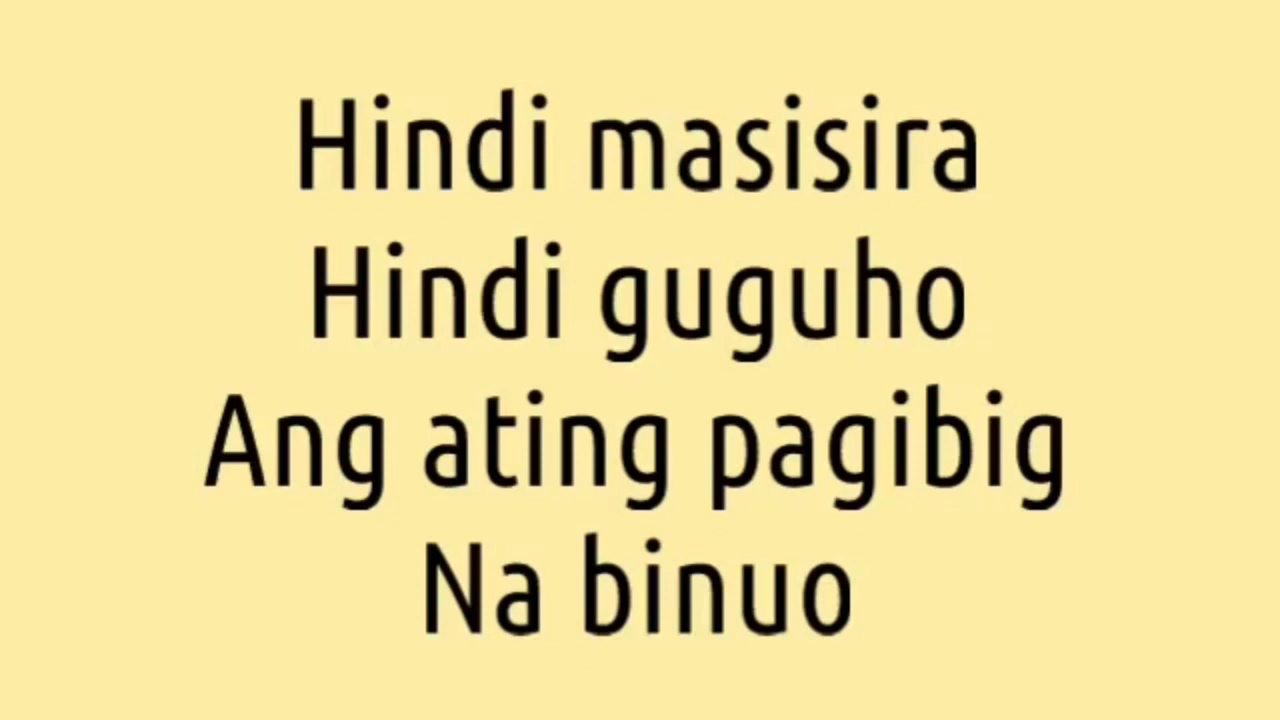 Hindi masisira
Hindi guguho
Ang ating pagibig
Na binuo